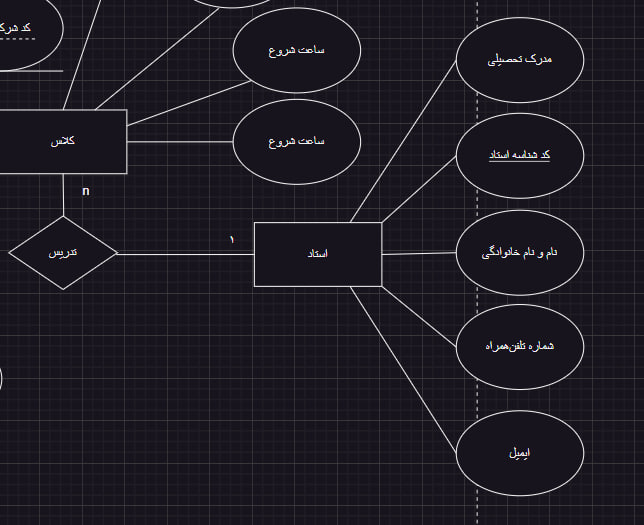 کد شرک
ساعت شروع
مدرک تحصیلی
کلاس
ساعت شروع
کد شناسه استاد
n
۱
تدریس
استاد
نام و نام خانوادگی
شماره تلفن‌همراه
ایمیل